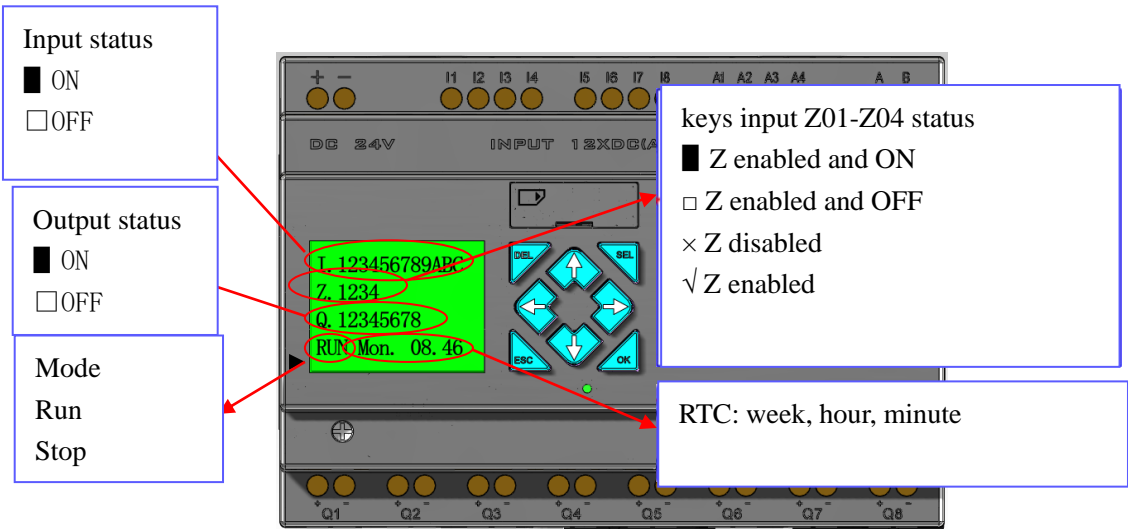 Input status
█ ON
□OFF
Output status
█ ON
□OFF
Mode
Run
Stop
+ −
I1 I2 I3 I4 I5 I6 I7 I8 A1 A2 A3 A4 A B
DC 24V INPUT 12XDC(A
I.123456789ABC
Z.1234
Q.12345678
RUN Mon. 08.46
DEL SEL
ESC OK
keys input Z01-Z04 status
█ Z enabled and ON
□ Z enabled and OFF
× Z disabled
√ Z enabled
RTC: week, hour, minute
+ - + - + - + - + - + - + - + -
Q1 Q2 Q3 Q4 Q5 Q6 Q7 Q8